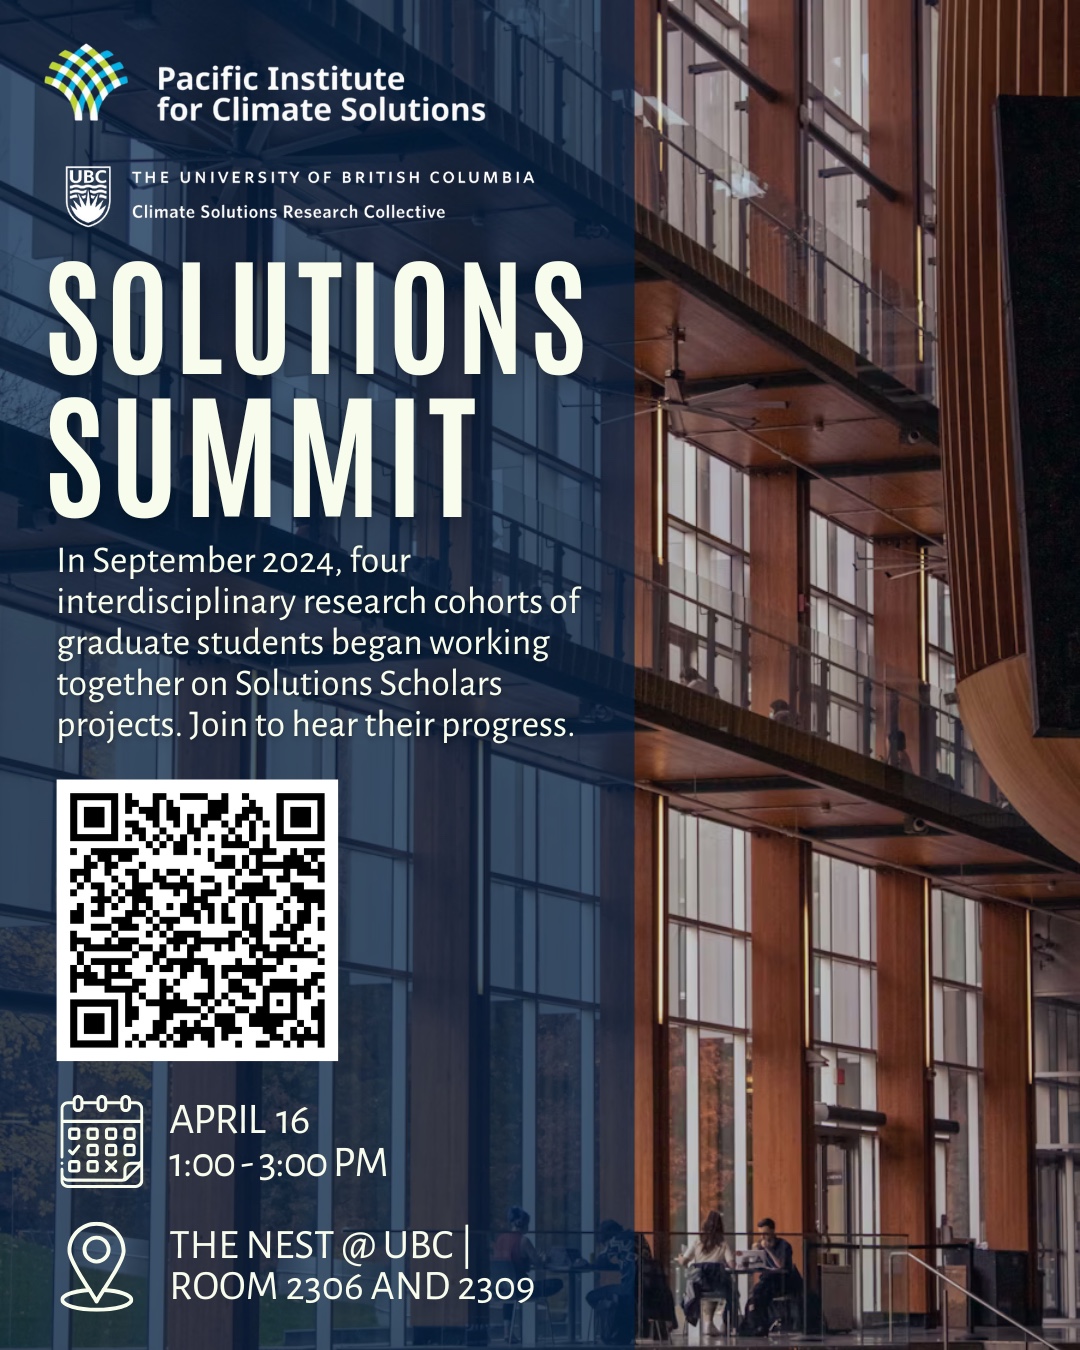 Pacific Institute
for Climate Solutions
UBC
THE UNIVERSITY OF BRITISH COLUMBIA
Climate Solutions Research Collective
SOLUTIONS
SUMMIT
In September 2024, four
interdisciplinary research cohorts of
graduate students began working
together on Solutions Scholars
projects. Join to hear their progress.
APRIL 16
1:00 - 3:00 PM
THE NEST @ UBC |
ROOM 2306 AND 2309